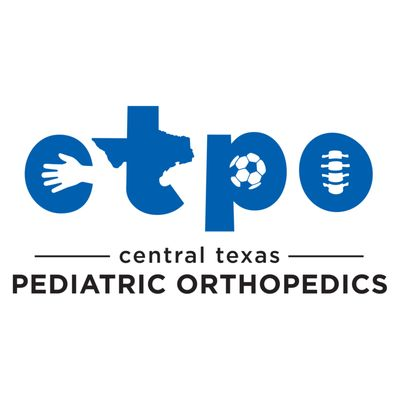 ctpo
central texas
PEDIATRIC ORTHOPEDICS